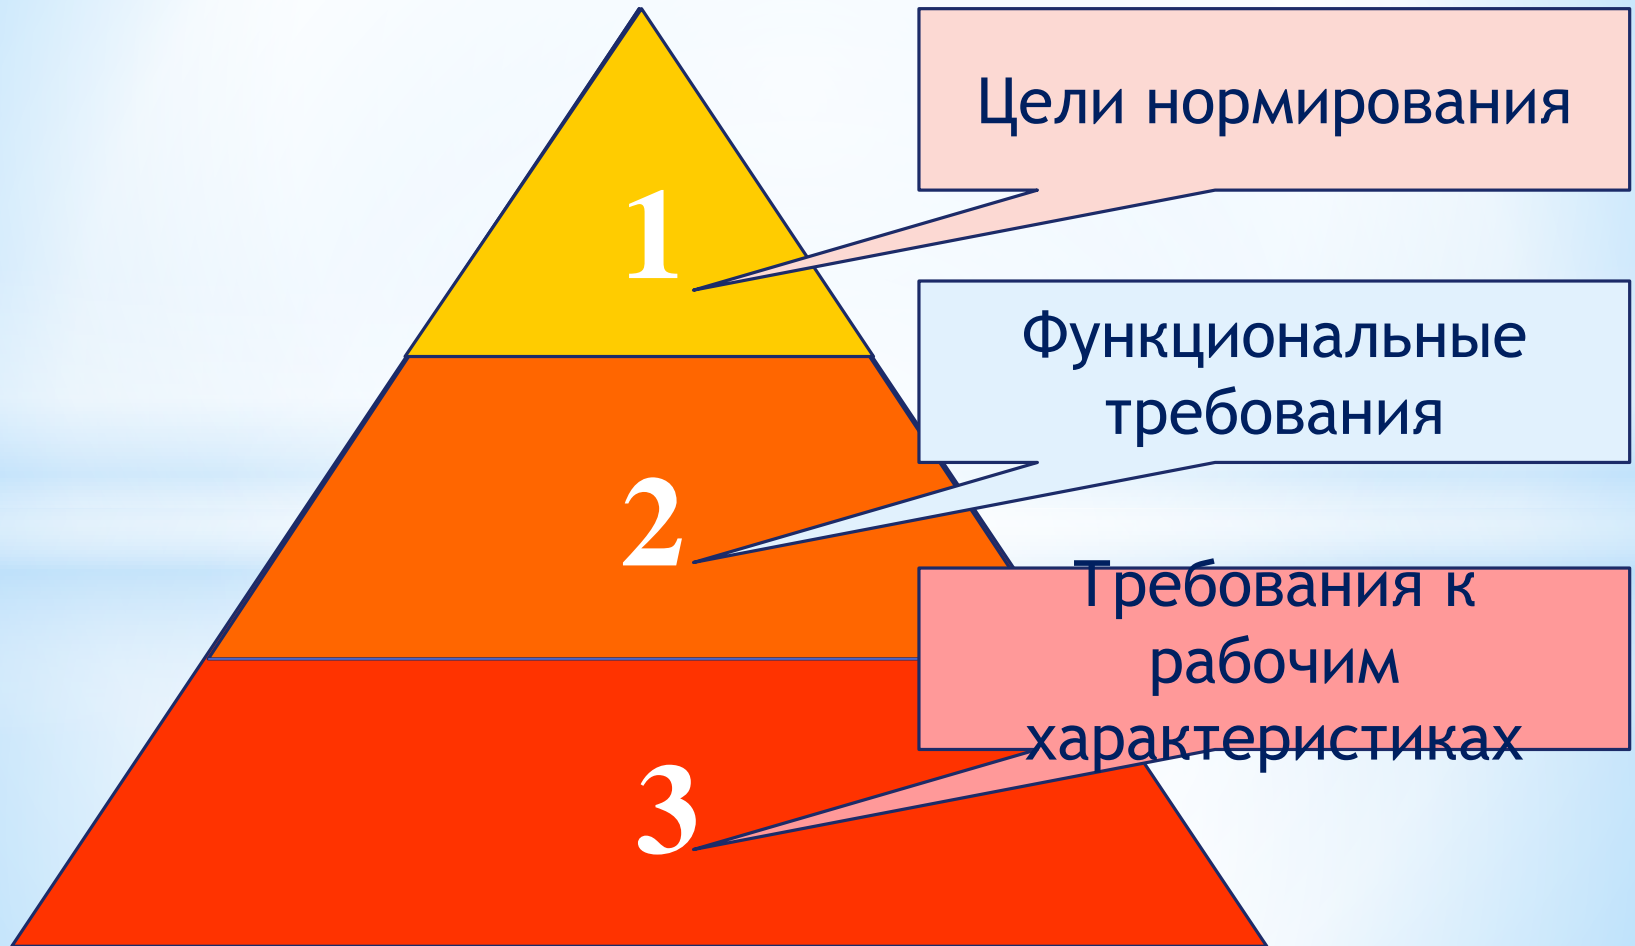 1
Цели нормирования
2
Функциональные
требования
3
Требования к
рабочим
характеристиках